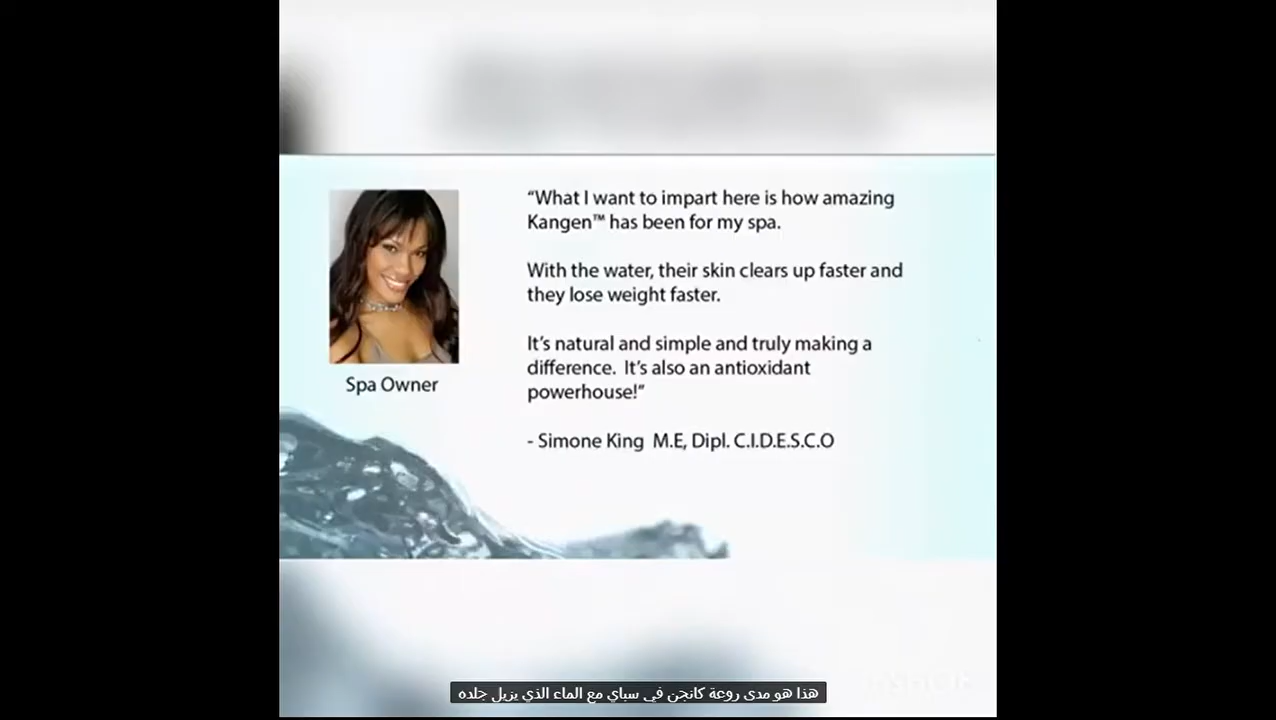 “What I want to impart here is how amazing
Kangen™ has been for my spa.
With the water, their skin clears up faster and
they lose weight faster.
It’s natural and simple and truly making a
difference.  It’s also an antioxidant
powerhouse!”
- Simone King  M.E, Dipl. C.I.D.E.S.C.O
Spa Owner
هذا هو مدى روعة كانجن في سباي مع الماء الذي يزيل جلده